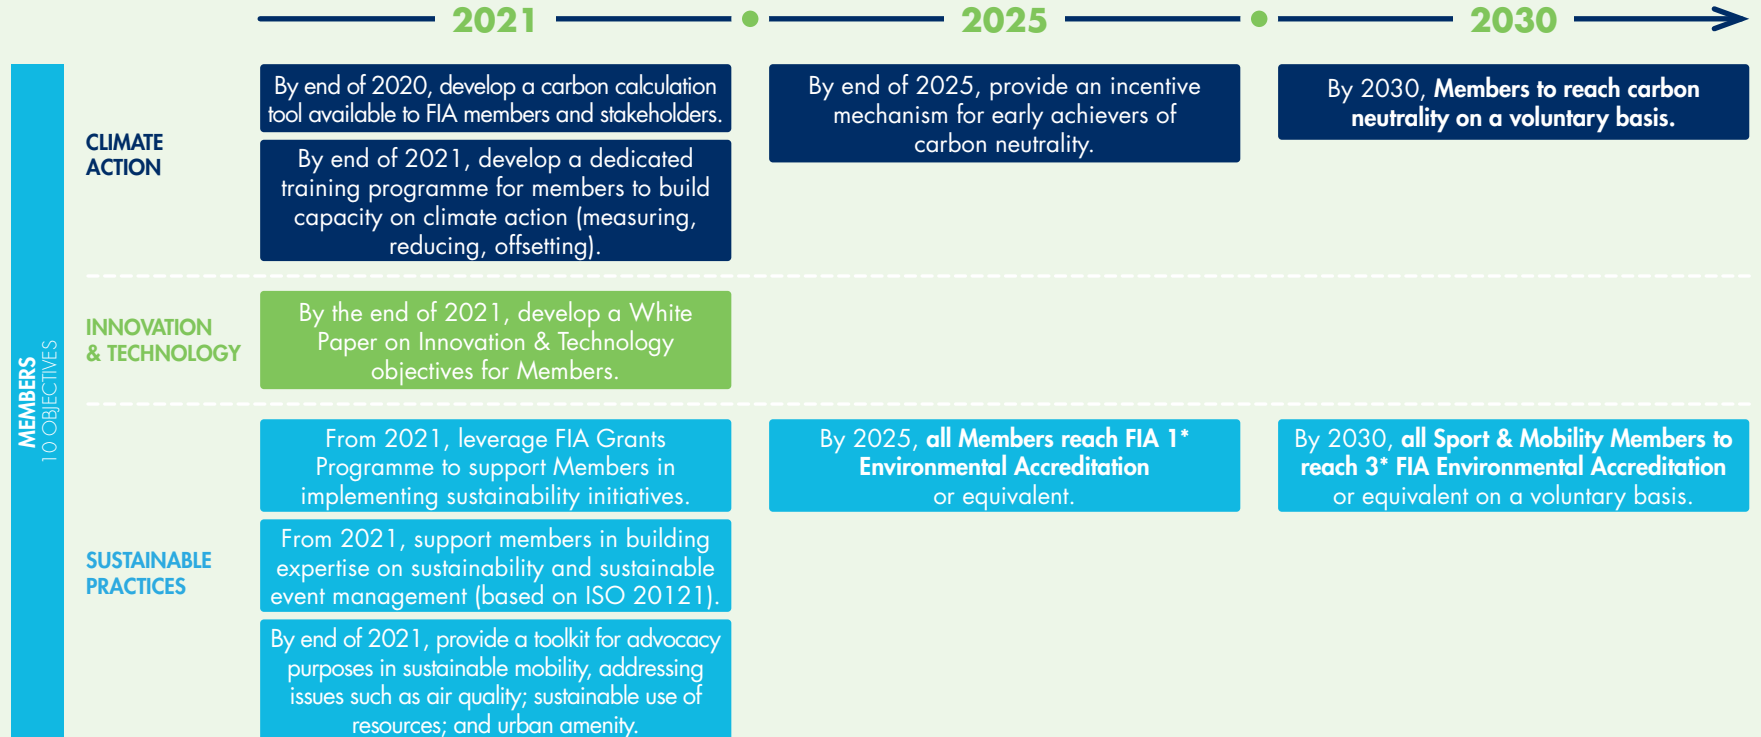 2021
2025
2030
MEMBERS
10 OBJECTIVES
CLIMATE
ACTION
By end of 2020, develop a carbon calculation
tool available to FIA members and stakeholders.
By end of 2021, develop a dedicated
training programme for members to build
capacity on climate action (measuring,
reducing, offsetting).
By end of 2025, provide an incentive
mechanism for early achievers of
carbon neutrality.
By 2030, Members to reach carbon
neutrality on a voluntary basis.
INNOVATION
& TECHNOLOGY
By the end of 2021, develop a White
Paper on Innovation & Technology
objectives for Members.
SUSTAINABLE
PRACTICES
From 2021, leverage FIA Grants
Programme to support Members in
implementing sustainability initiatives.
From 2021, support members in building
expertise on sustainability and sustainable
event management (based on ISO 20121).
By end of 2021, provide a toolkit for advocacy
purposes in sustainable mobility, addressing
issues such as air quality; sustainable use of
resources; and urban amenity.
By 2025, all Members reach FIA 1*
Environmental Accreditation
or equivalent.
By 2030, all Sport & Mobility Members to
reach 3* FIA Environmental Accreditation
or equivalent on a voluntary basis.